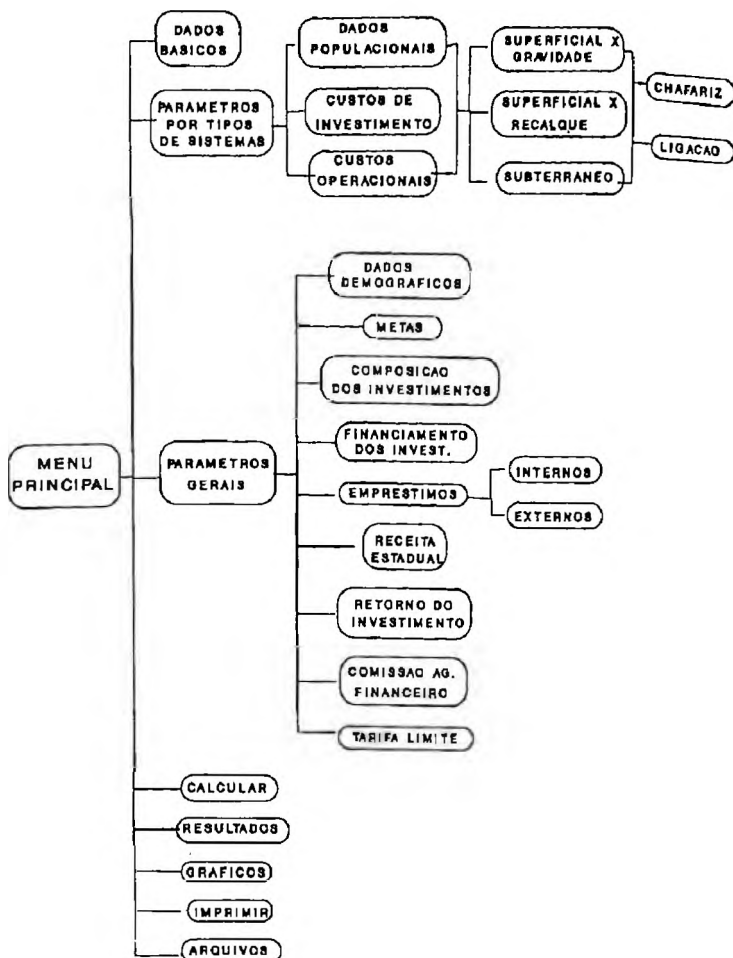 DADOS
BASICOS
PARAMETROS
POR TIPOS
DE SISTEMAS
DADOS
POPULACIONAIS
CUSTOS DE
INVESTIMENTO
CUSTOS
OPERACIONAIS
SUPERFICIAL X
GRAVIDADE
SUPERFICIAL X
RECALQUE
SUBTERRANEO
CHAFARIZ
LIGACAO
MENU
PRINCIPAL
PARAMETROS
GERAIS
DADOS
DEMOGRAFICOS
METAS
COMPOSICAO
DOS INVESTIMENTOS
FINANCIAMENTO
DOS INVEST.
EMPRESTIMOS
INTERNOS
EXTERNOS
RECEITA
ESTADUAL
RETORNO DO
INVESTIMENTO
COMISSAO AG.
FINANCEIRO
TARIFA LIMITE
CALCULAR
RESULTADOS
GRAFICOS
IMPRIMIR
ARQUIVOS